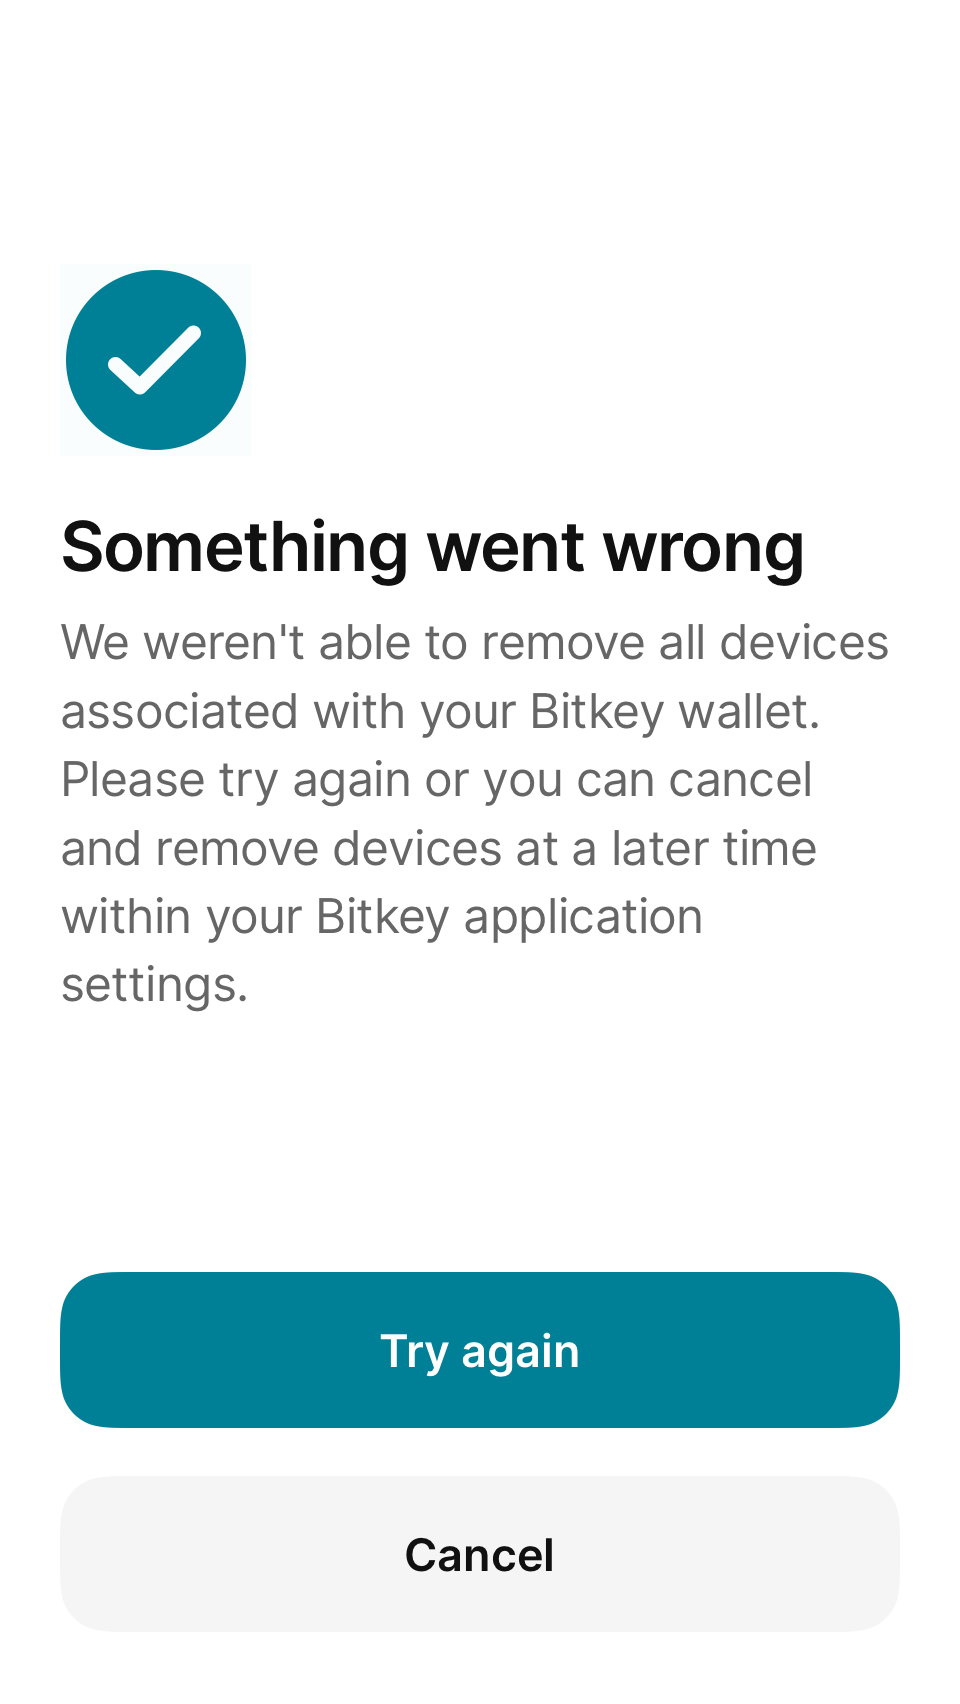 Something went wrong
We weren't able to remove all devices
associated with your Bitkey wallet.
Please try again or you can cancel
and remove devices at a later time
within your Bitkey application
settings.
Try again
Cancel